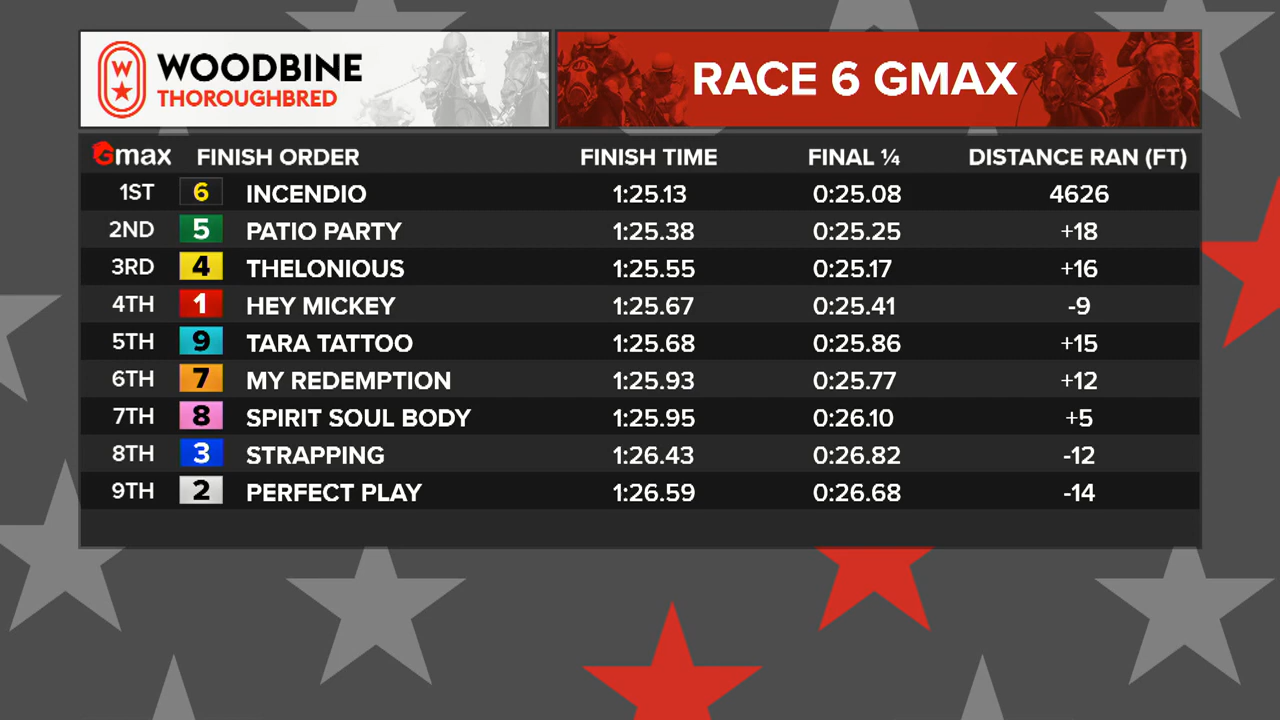 WOODBINE
THOROUGHBRED
RACE 6 GMAX
Gmax FINISH ORDER FINISH TIME FINAL ¼ DISTANCE RAN (FT)
1ST 6 INCENDIO 1:25.13 0:25.08 4626
2ND 5 PATIO PARTY 1:25.38 0:25.25 +18
3RD 4 THELONIOUS 1:25.55 0:25.17 +16
4TH 1 HEY MICKEY 1:25.67 0:25.41 -9
5TH 9 TARA TATTOO 1:25.68 0:25.86 +15
6TH 7 MY REDEMPTION 1:25.93 0:25.77 +12
7TH 8 SPIRIT SOUL BODY 1:25.95 0:26.10 +5
8TH 3 STRAPPING 1:26.43 0:26.82 -12
9TH 2 PERFECT PLAY 1:26.59 0:26.68 -14